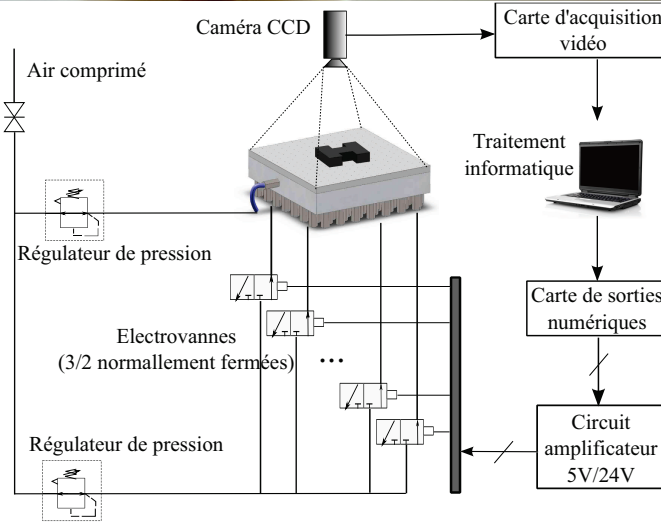 Caméra CCD
Carte d'acquisition
vidéo
Air comprimé
Traitement
informatique
Régulateur de pression
Carte de sorties
numériques
Electrovannes
(3/2 normallement fermées)
...
Régulateur de pression
Circuit
amplificateur
5V/24V